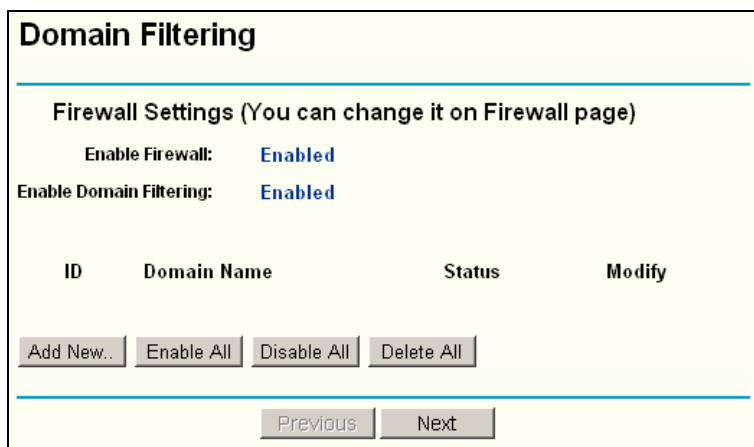 Domain Filtering
Firewall Settings (You can change it on Firewall page)
Enable Firewall: Enabled
Enable Domain Filtering: Enabled
ID Domain Name Status Modify
Add New.. Enable All Disable All Delete All
Previous Next